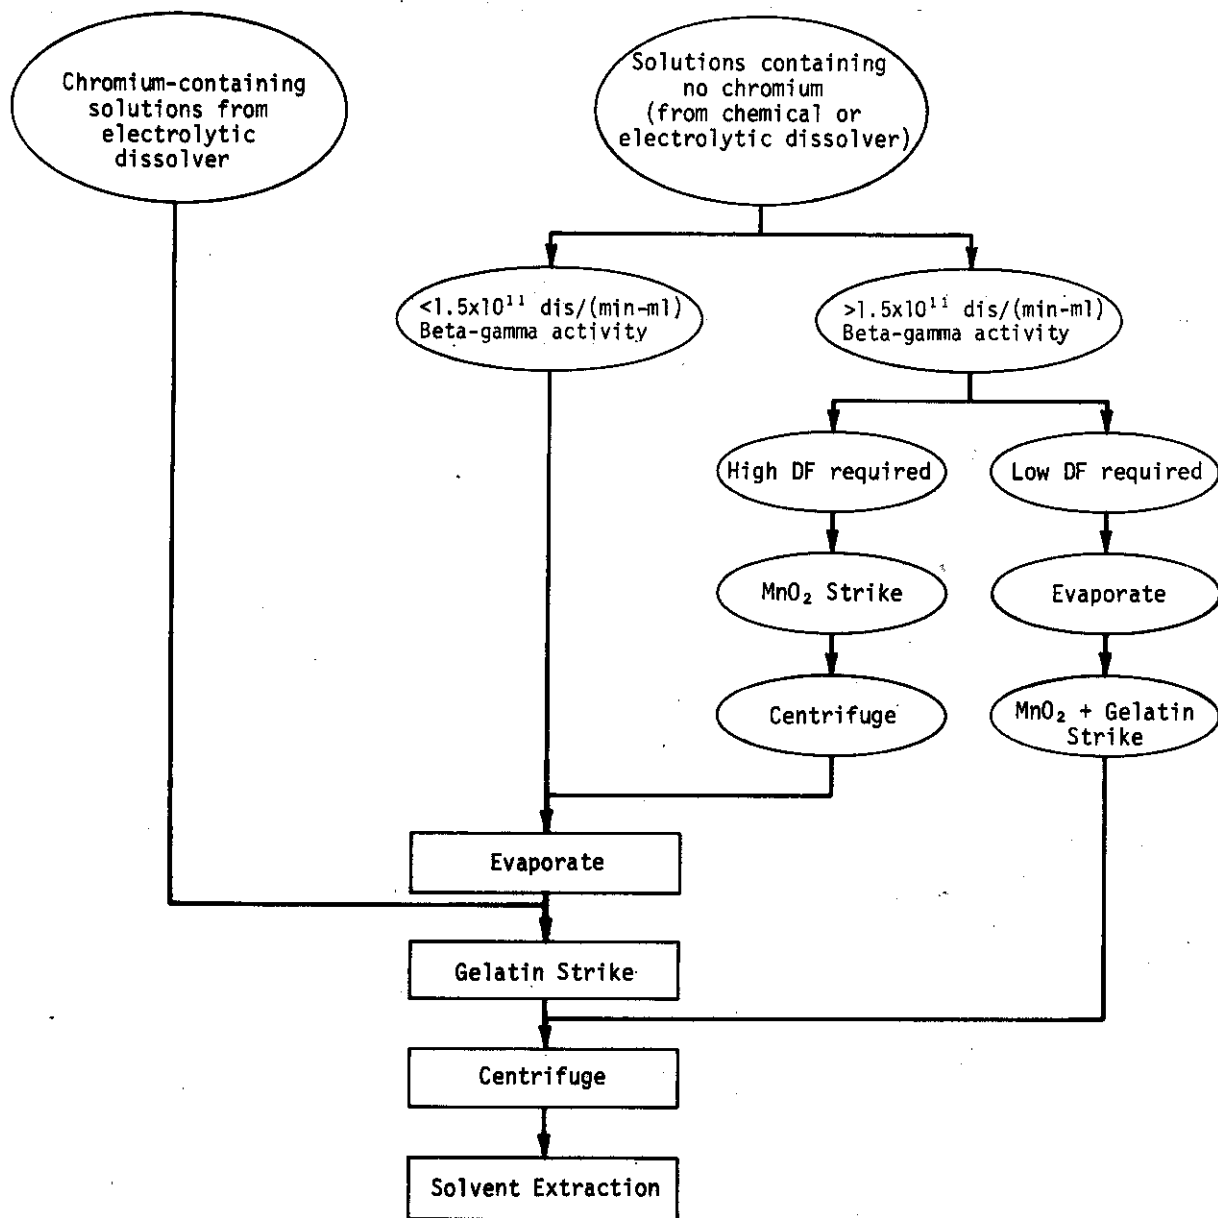 Chromium-containing
solutions from
electrolytic
dissolver
Solutions containing
no chromium
(from chemical or
electrolytic dissolver)
<1.5x10¹¹ dis/(min-ml)
Beta-gamma activity
>1.5x10¹¹ dis/(min-ml)
Beta-gamma activity
High DF required
Low DF required
MnO₂ Strike
Evaporate
Centrifuge
MnO₂ + Gelatin
Strike
Evaporate
Gelatin Strike
Centrifuge
Solvent Extraction